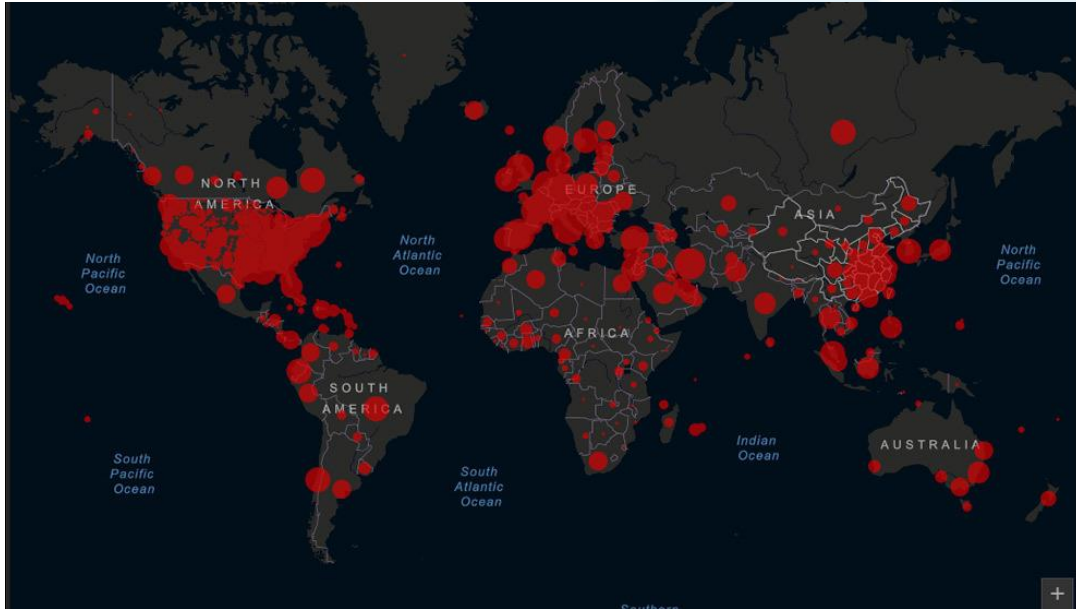 NORTH
AMERICA
EUROPE
ASIA
North
Pacific
Ocean
North
Atlantic
Ocean
North
Pacific
Ocean
AFRICA
SOUTH
AMERICA
Indian
Ocean
AUSTRALIA
South
Pacific
Ocean
South
Atlantic
Ocean
+